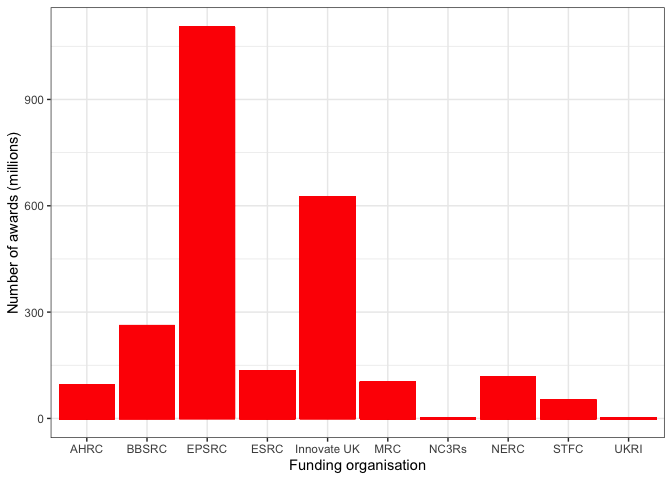 Number of awards (millions)
900
600
300
0
AHRC BBSRC EPSRC ESRC Innovate UK MRC NC3Rs NERC STFC UKRI
Funding organisation